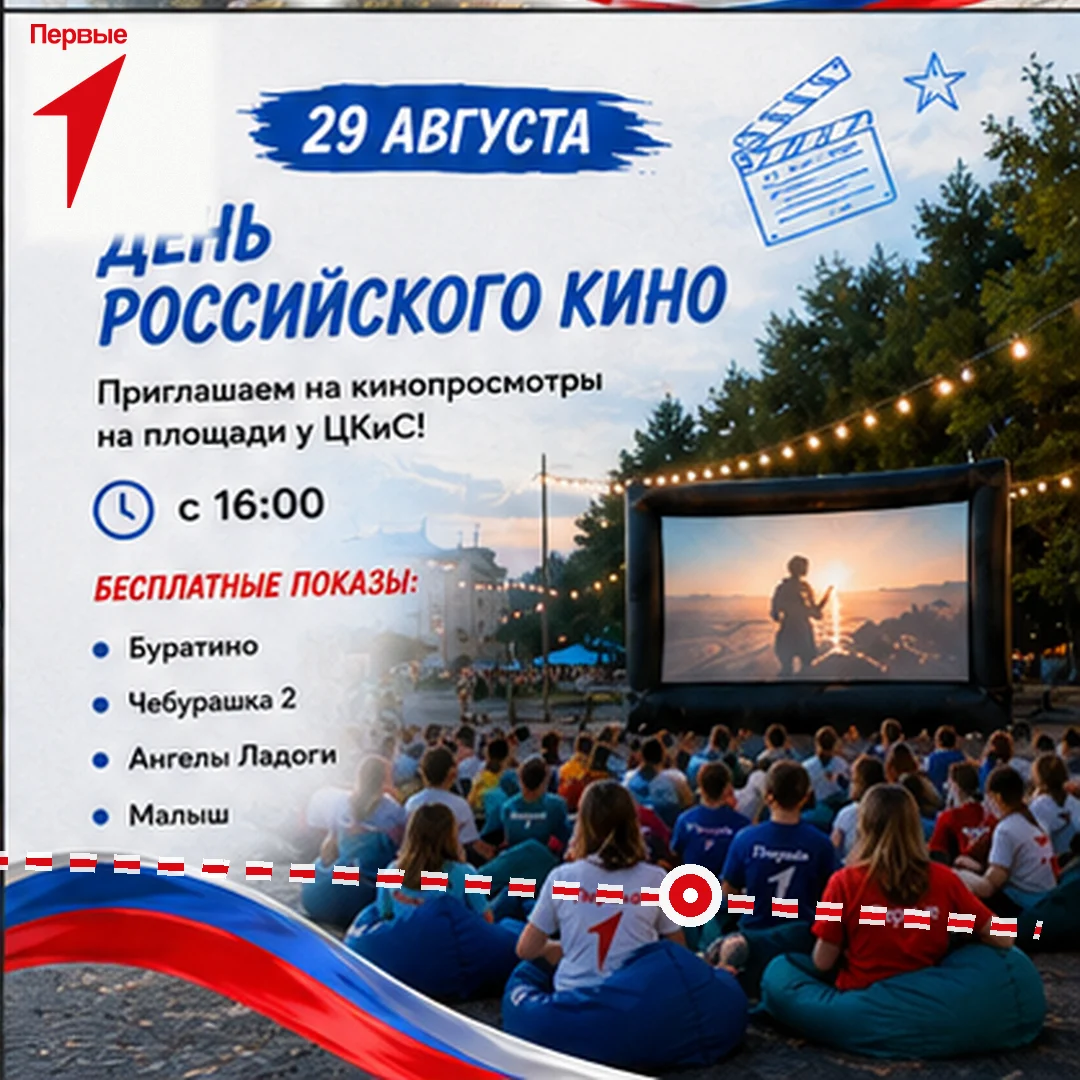 Первые
29 АВГУСТА
ДЕНЬ
РОССИЙСКОГО КИНО
Приглашаем на кинопросмотры
на площади у ЦКиС!
с 16:00
БЕСПЛАТНЫЕ ПОКАЗЫ:
Буратино
Чебурашка 2
Ангелы Ладоги
Малыш